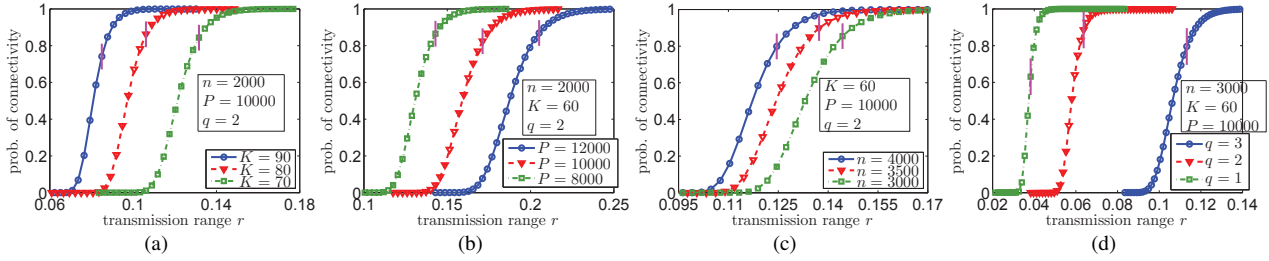 prob. of connectivity
1
0.8
0.6
0.4
0.2
0
n = 2000
P = 10000
q = 2
K = 90
K = 80
K = 70
0.06
0.1
0.14
0.18
transmission range r
(a)
prob. of connectivity
1
0.8
0.6
0.4
0.2
0
n = 2000
K = 60
q = 2
P = 12000
P = 10000
P = 8000
0.1
0.15
0.2
0.25
transmission range r
(b)
prob. of connectivity
1
0.8
0.6
0.4
0.2
0
K = 60
P = 10000
q = 2
n = 4000
n = 3500
n = 3000
0.095
0.11
0.125
0.14
0.155
0.17
transmission range r
(c)
prob. of connectivity
1
0.8
0.6
0.4
0.2
0
n = 3000
K = 60
P = 10000
q = 3
q = 2
q = 1
0.02
0.04
0.06
0.08
0.10
0.12
0.14
transmission range r
(d)